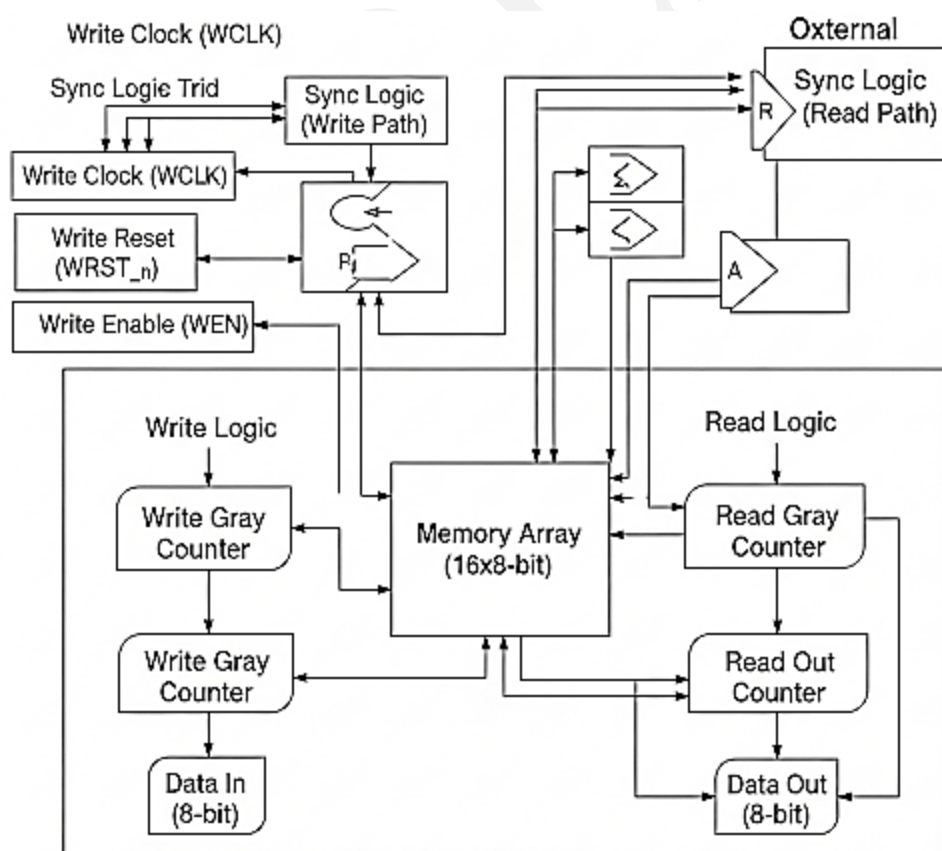 Write Clock (WCLK)
Oxternal
Sync Logic Trid
Sync Logic
(Write Path)
R
Sync Logic
(Read Path)
Write Clock (WCLK)
Write Reset
(WRST_n)
A
Write Enable (WEN)
Write Logic
Read Logic
Write Gray
Counter
Memory Array
(16x8-bit)
Read Gray
Counter
Write Gray
Counter
Read Out
Counter
Data In
(8-bit)
Data Out
(8-bit)